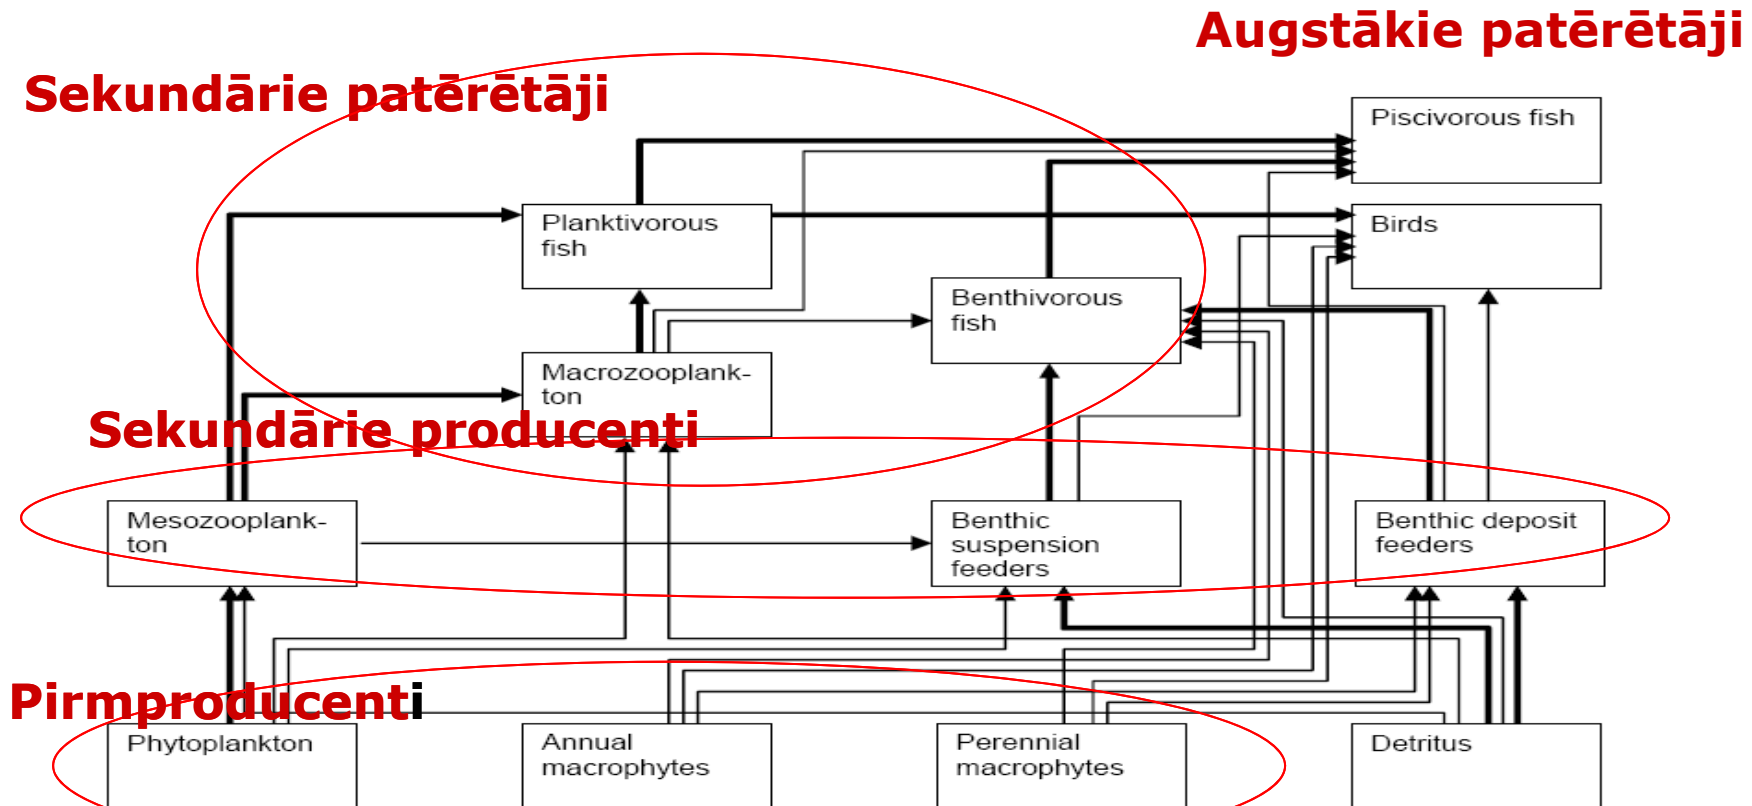 Augstākie patērētāji
Sekundārie patērētāji
Piscivorous fish
Planktivorous
fish
Birds
Benthivorous
fish
Macrozooplank-
ton
Sekundārie producenti
Mesozooplank-
ton
Benthic
suspension
feeders
Benthic deposit
feeders
Pirmproducenti
Phytoplankton
Annual
macrophytes
Perennial
macrophytes
Detritus